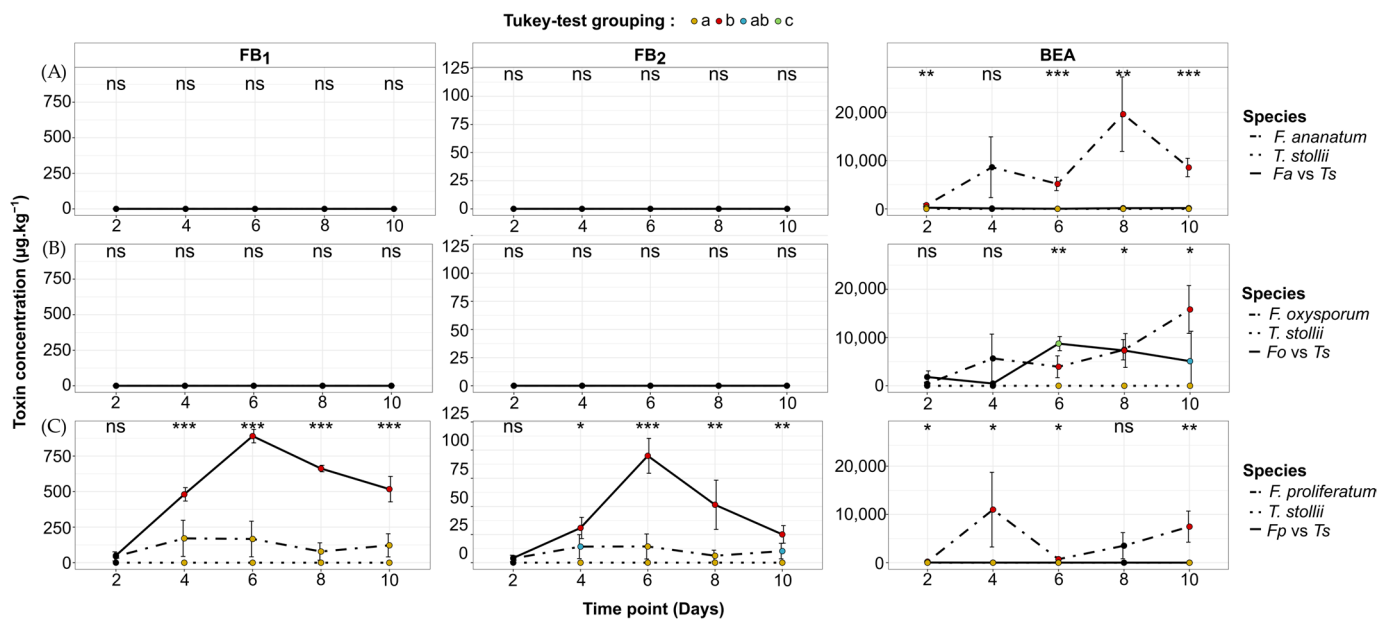 Tukey-test grouping : a b ab c
FB1 FB2 BEA
(A)
ns ns ns ns ns
750
500
250
0
2 4 6 8 10
125
100
75
50
25
0
ns ns ns ns ns
2 4 6 8 10
** ns *** ** ***
20,000
10,000
0
2 4 6 8 10
Species
F. ananatum
T. stollii
Fa vs Ts
Toxin concentration (µg.kg−1)
(B)
ns ns ns ns ns
750
500
250
0
2 4 6 8 10
125
100
75
50
25
0
ns ns ns ns ns
2 4 6 8 10
ns ns ** * *
20,000
10,000
0
2 4 6 8 10
Species
F. oxysporum
T. stollii
Fo vs Ts
(C)
ns *** *** *** ***
750
500
250
0
2 4 6 8 10
125
100
75
50
25
0
ns * *** ** **
2 4 6 8 10
* * * ns **
20,000
10,000
0
2 4 6 8 10
Species
F. proliferatum
T. stollii
Fp vs Ts
Time point (Days)